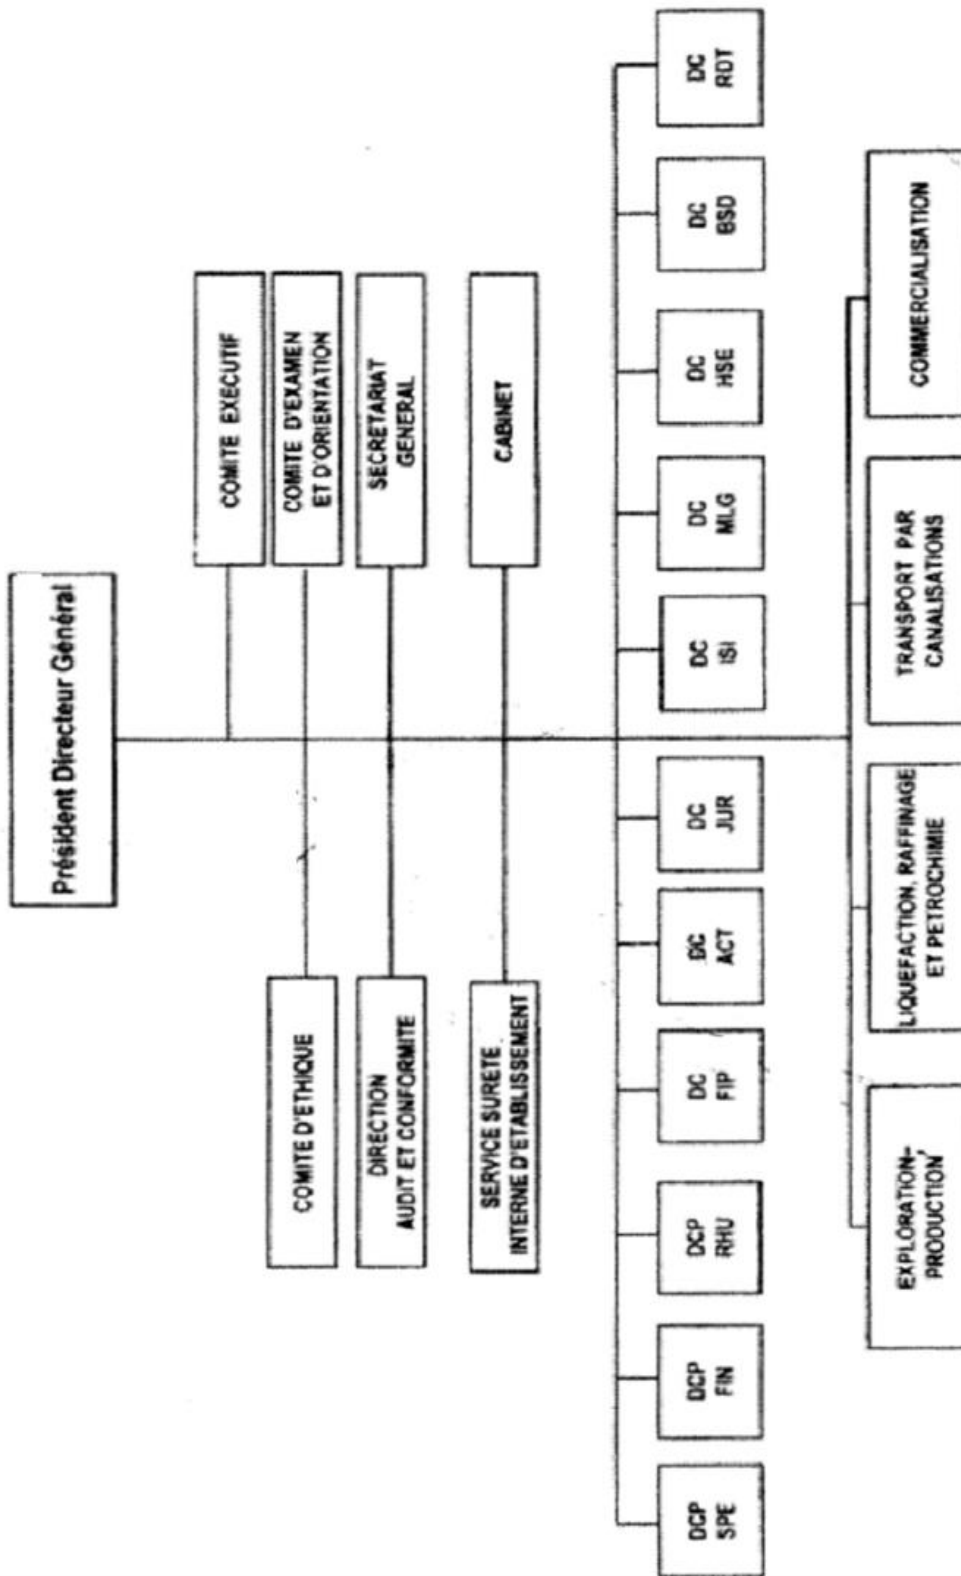 Président Directeur Général
COMITE EXECUTIF
COMITE D'EXAMEN
ET D'ORIENTATION
COMITE D'ETHIQUE
SECRETARIAT
GENERAL
DIRECTION
AUDIT ET CONFORMITE
CABINET
SERVICE SURETE
INTERNE D'ETABLISSEMENT
DCP
SPE
DCP
FIN
DCP
RHU
DC
FIP
DC
ACT
DC
JUR
DC
ISI
DC
MLG
DC
HSE
DC
BSD
DC
RDT
EXPLORATION-
PRODUCTION
LIQUEFACTION, RAFFINAGE
ET PETROCHIMIE
TRANSPORT PAR
CANALISATIONS
COMMERCIALISATION